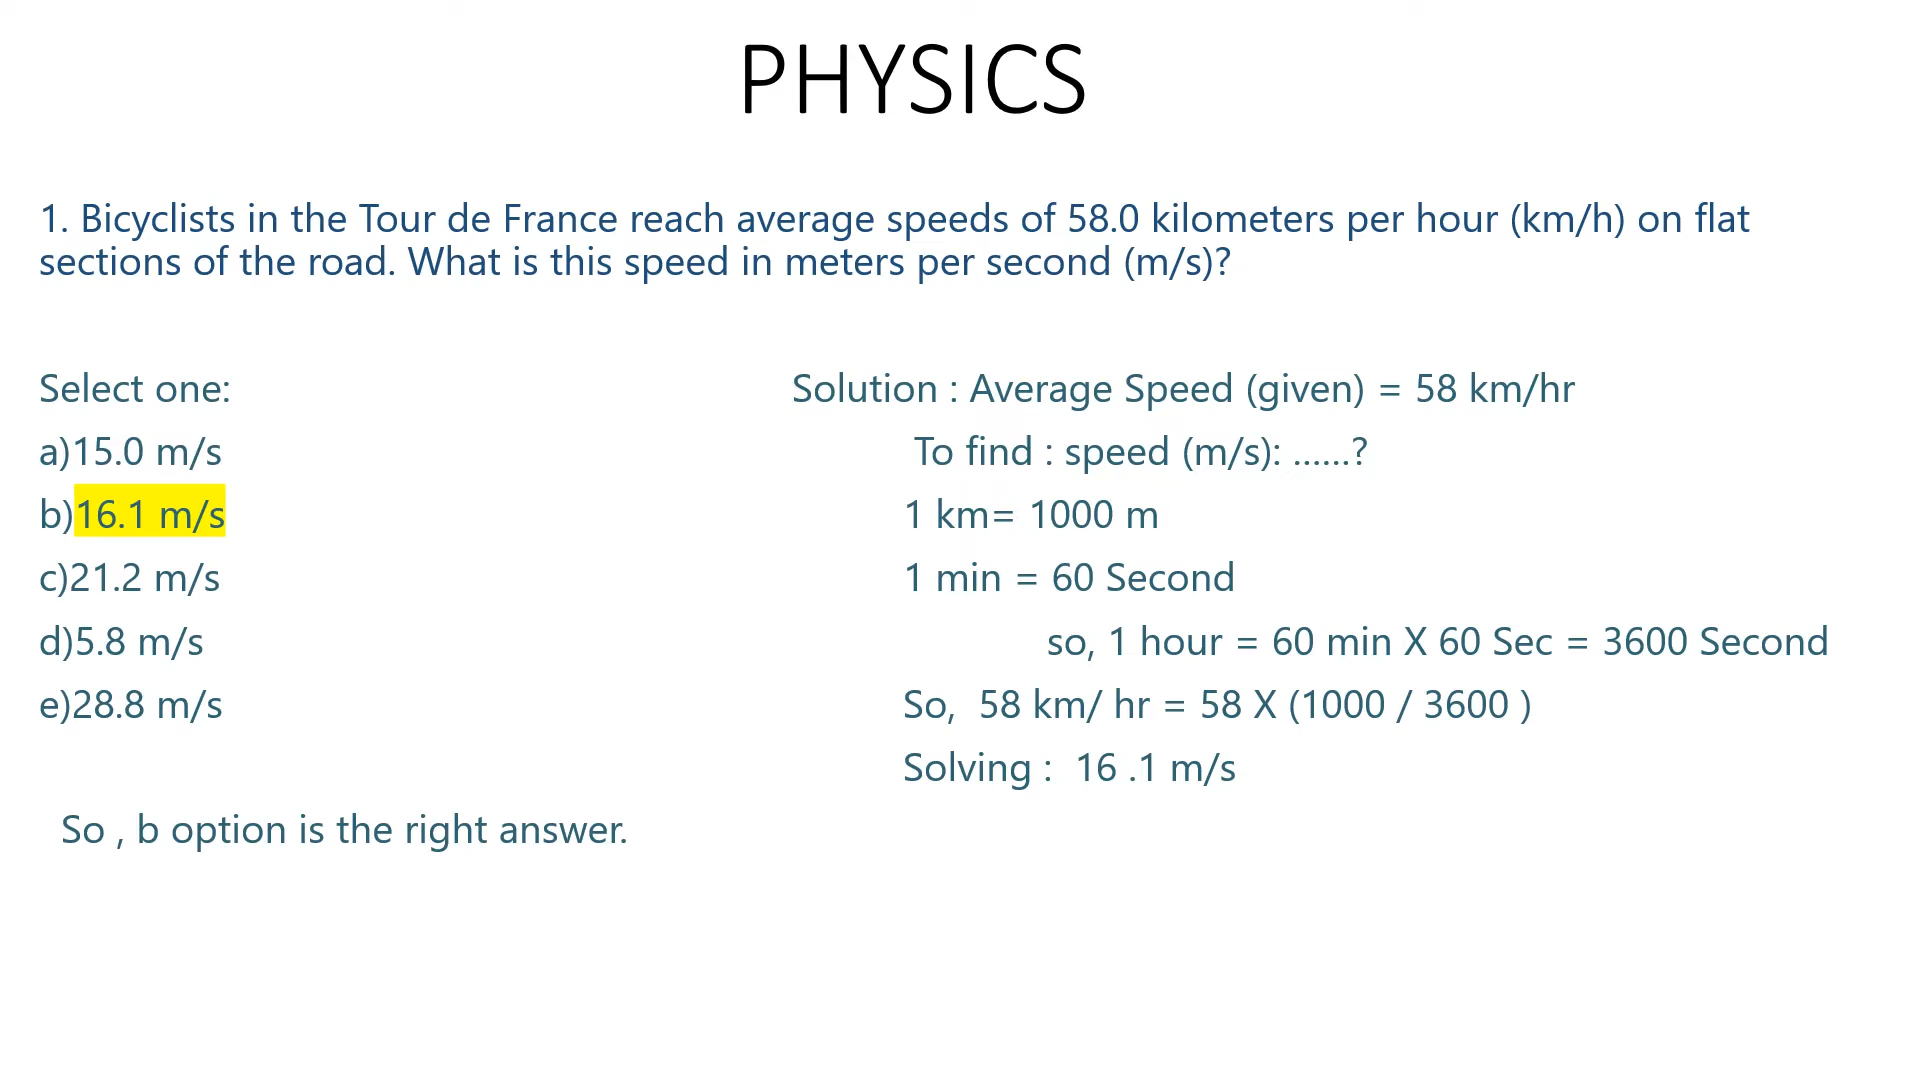 PHYSICS
1. Bicyclists in the Tour de France reach average speeds of 58.0 kilometers per hour (km/h) on flat
sections of the road. What is this speed in meters per second (m/s)?
Select one:
a)15.0 m/s
b)16.1 m/s
c)21.2 m/s
d)5.8 m/s
e)28.8 m/s
So , b option is the right answer.
Solution : Average Speed (given) = 58 km/hr
To find : speed (m/s): ......?
1 km= 1000 m
1 min = 60 Second
so, 1 hour = 60 min X 60 Sec = 3600 Second
So, 58 km/ hr = 58 X (1000 / 3600 )
Solving : 16 .1 m/s